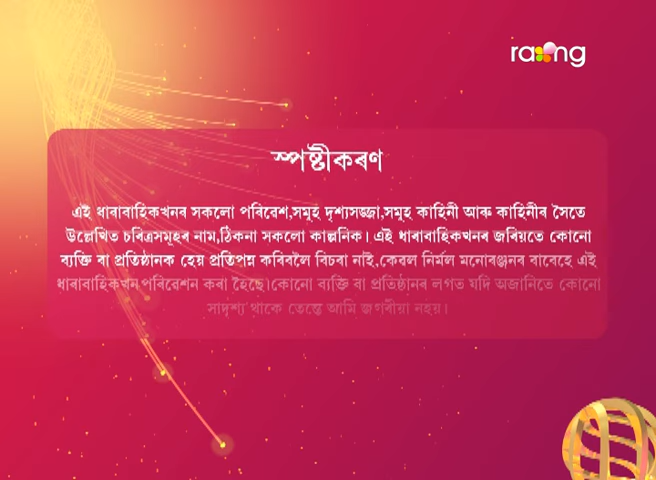 rang
স্পষ্টীকৰণ
এই ধাৰাবাহিকখনৰ সকলো পৰিৱেশ,সমূহ দৃশ্যসজ্জা,সমূহ কাহিনী আৰু কাহিনীৰ সৈতে
উল্লেখিত চৰিত্ৰসমূহৰ নাম,ঠিকনা সকলো কাল্পনিক। এই ধাৰাবাহিকখনৰ জৰিয়তে কোনো
ব্যক্তি বা প্ৰতিষ্ঠানক হেয় প্ৰতিপন্ন কৰিবলৈ বিচৰা নাই,কেৱল নিৰ্মল মনোৰঞ্জনৰ বাবেহে এই
ধাৰাবাহিকখন পৰিৱেশন কৰা হৈছে।কোনো ব্যক্তি বা প্ৰতিষ্ঠানৰ লগত যদি অজানিতে কোনো
সাদৃশ্য থাকে তেন্তে আমি জগৰীয়া নহয়।